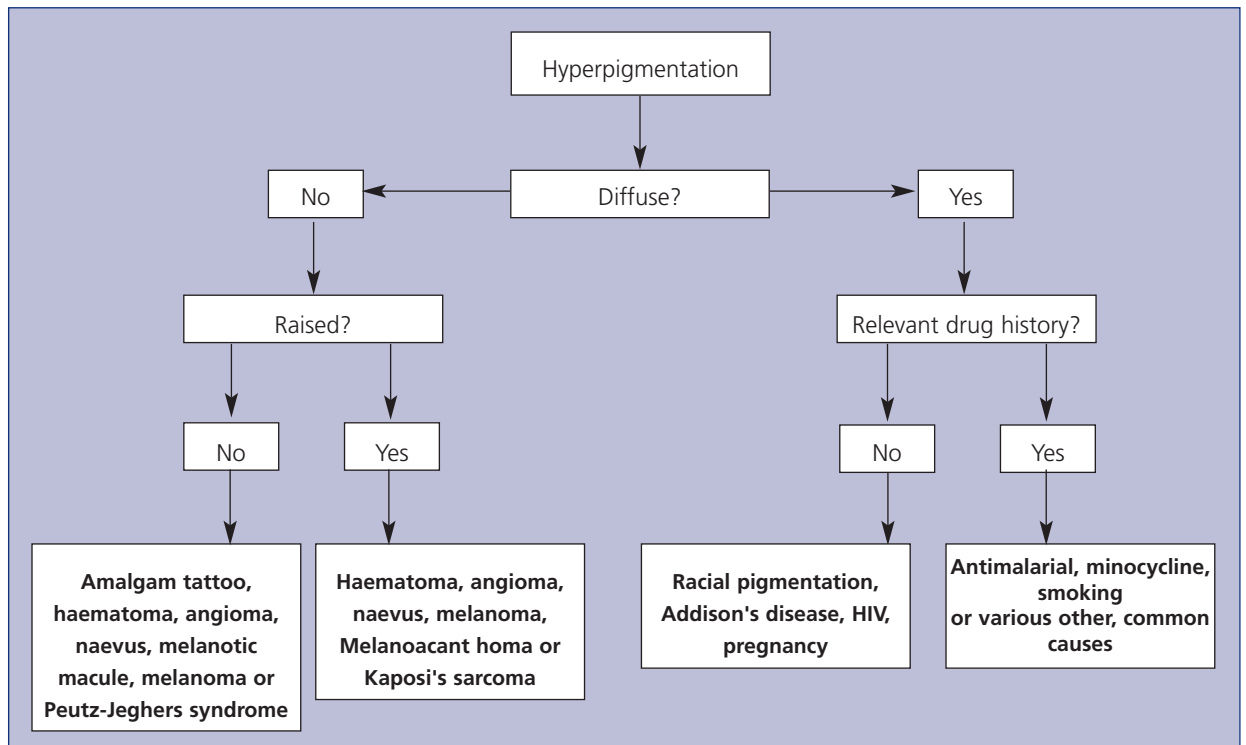 Hyperpigmentation
No
Diffuse?
Yes
Raised?
Relevant drug history?
No
Yes
No
Yes
Amalgam tattoo,
haematoma, angioma,
naevus, melanotic
macule, melanoma or
Peutz-Jeghers syndrome
Haematoma, angioma,
naevus, melanoma,
Melanoacant homa or
Kaposi's sarcoma
Racial pigmentation,
Addison's disease, HIV,
pregnancy
Antimalarial, minocycline,
smoking
or various other, common
causes